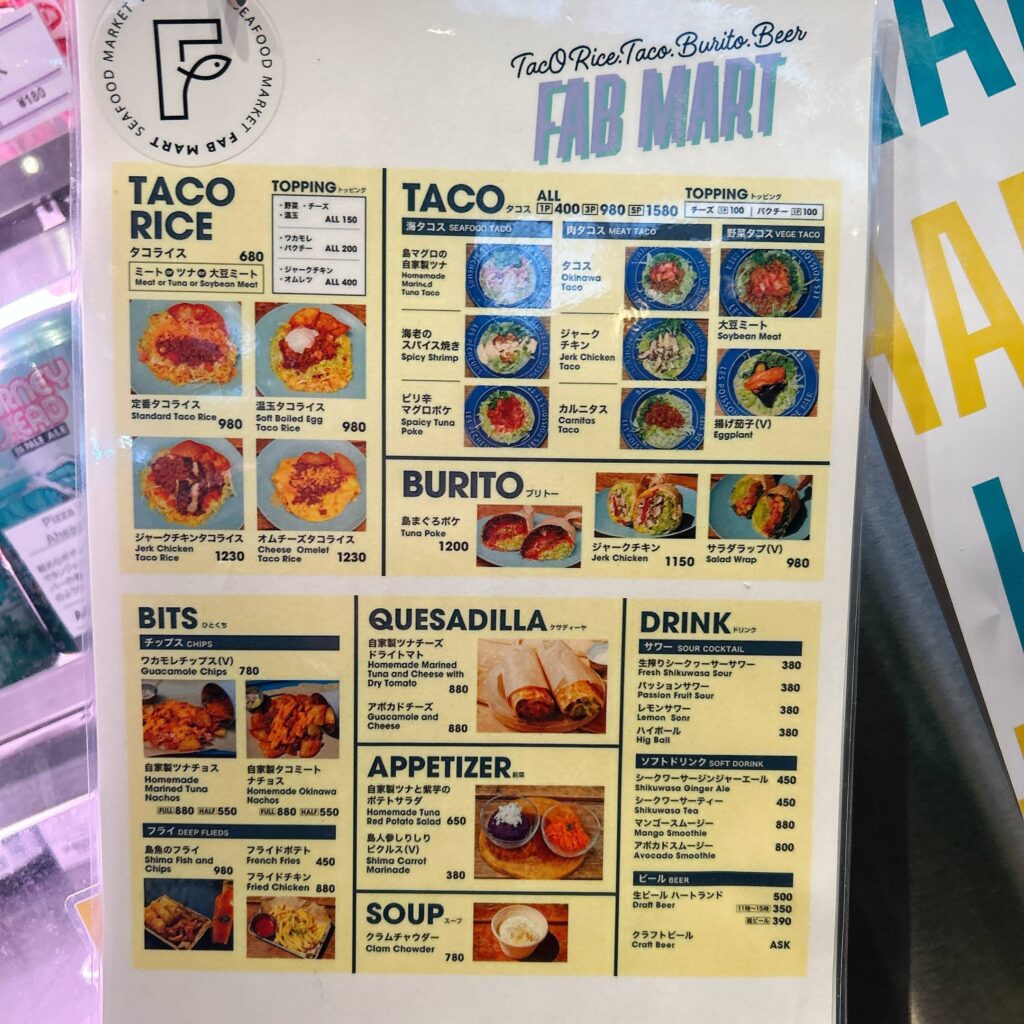 SEAFOOD MARKET FAB MART
F
TacO Rice.Taco.Burito.Beer
FAB MART
¥180
TACO RICE
タコライス
680
ミート or ツナ or 大豆ミート
Meat or Tuna or Soybean Meat
TOPPING トッピング
・野菜 ・チーズ
・温玉
ALL 150
・ワカモレ
・パクチー
ALL 200
・ジャークチキン
・オムレツ
ALL 400
定番タコライス
Standard Taco Rice 980
温玉タコライス
Soft Boiled Egg
Taco Rice 980
ジャークチキンタコライス
Jerk Chicken
Taco Rice 1230
オムチーズタコライス
Cheese Omelet
Taco Rice 1230
TACO タコス
ALL
1P 400 3P 980 5P 1580
TOPPING トッピング
チーズ 1P 100 | パクチー 1P 100
海タコス SEAFOOD TACO
島マグロの
自家製ツナ
Homemade
Marined
Tuna Taco
海老の
スパイス焼き
Spicy Shrimp
ピリ辛
マグロポケ
Spaicy Tuna
Poke
肉タコス MEAT TACO
タコス
Okinawa
Taco
ジャーク
チキン
Jerk Chicken
Taco
カルニタス
Carnitas
Taco
野菜タコス VEGE TACO
大豆ミート
Soybean Meat
揚げ茄子(V)
Eggplant
BURITO ブリトー
島まぐろポケ
Tuna Poke
1200
ジャークチキン
Jerk Chicken 1150
サラダラップ(V)
Salad Wrap 980
BITS ひとくち
チップス CHIPS
ワカモレチップス(V)
Guacamole Chips 780
自家製ツナチョス
Homemade
Marined Tuna
Nachos
FULL 880 HALF 550
自家製タコミート
ナチョス
Homemade Okinawa
Nachos
FULL 880 HALF 550
フライ DEEP FLIEDS
島魚のフライ
Shima Fish and
Chips 980
フライドポテト
French Fries 450
フライドチキン
Fried Chicken 880
QUESADILLA ケサディーヤ
自家製ツナチーズ
ドライトマト
Homemade Marined
Tuna and Cheese with
Dry Tomato
880
アボカドチーズ
Guacamole and
Cheese 880
APPETIZER 前菜
自家製ツナと紫芋の
ポテトサラダ
Homemade Tuna
Red Potato Salad 650
島人参しりしり
ピクルス(V)
Shima Carrot
Marinade
380
SOUP スープ
クラムチャウダー
Clam Chowder
780
DRINK ドリンク
サワー SOUR COCKTAIL
生搾りシークヮーサーサワー 380
Fresh Shikuwasa Sour
パッションサワー 380
Passion Fruit Sour
レモンサワー 380
Lemon Sonr
ハイボール 380
Hig Ball
ソフトドリンク SOFT DORINK
シークワーサージンジャーエール 450
Shikuwasa Ginger Ale
シークワーサーティー 450
Shikuwasa Tea
マンゴースムージー 880
Mango Smoothie
アボカドスムージー 800
Avocado Smoothie
ビール BEER
生ビール ハートランド 500
Draft Beer
11時〜15時 350
瓶ビール 390
クラフトビール
Craft Beer ASK